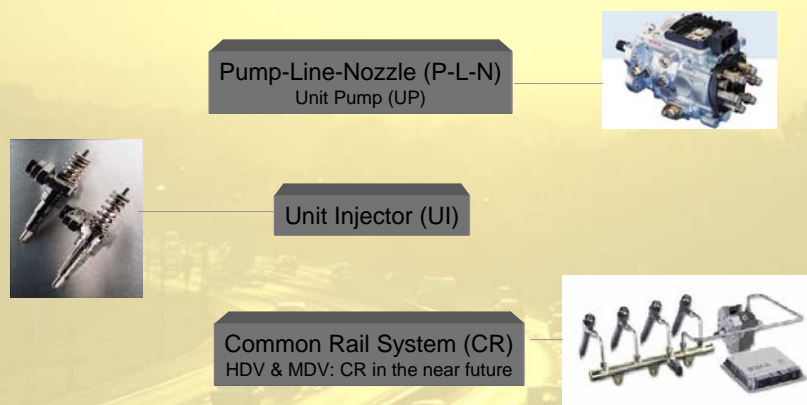 Pump-Line-Nozzle (P-L-N)
Unit Pump (UP)
Unit Injector (UI)
Common Rail System (CR)
HDV & MDV: CR in the near future